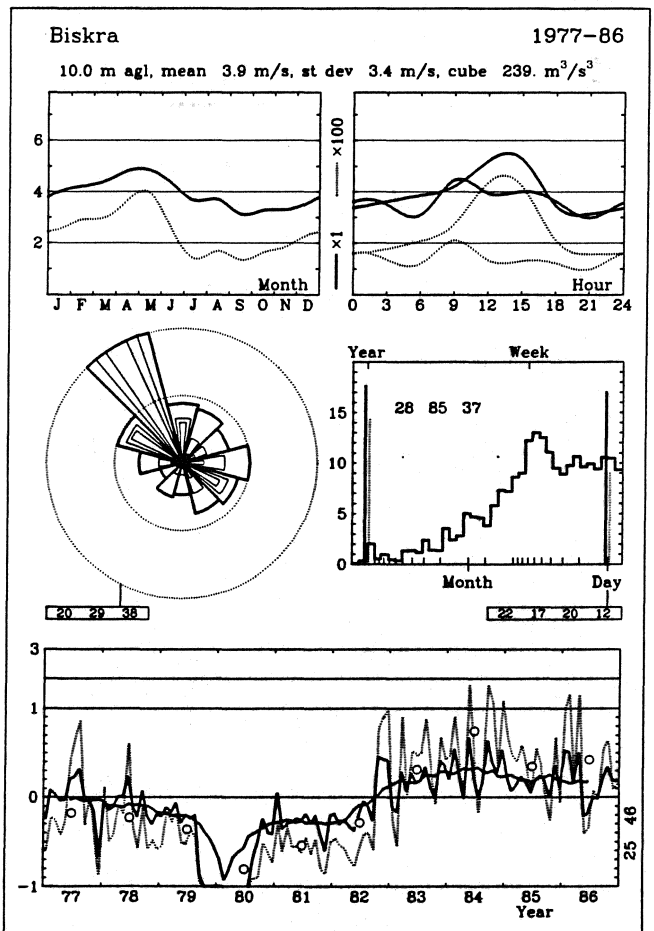 Biskra 1977-86
10.0 m agl, mean 3.9 m/s, st dev 3.4 m/s, cube 239. m³/s³
6
4
2
J F M A M J J A S O N D
Month
×1 ×100
0 3 6 9 12 15 18 21 24
Hour
20 29 38
Year Week
28 85 37
15
10
5
0
Month Day
22 17 20 12
3
1
0
-1
77 78 79 80 81 82 83 84 85 86
Year
25 46